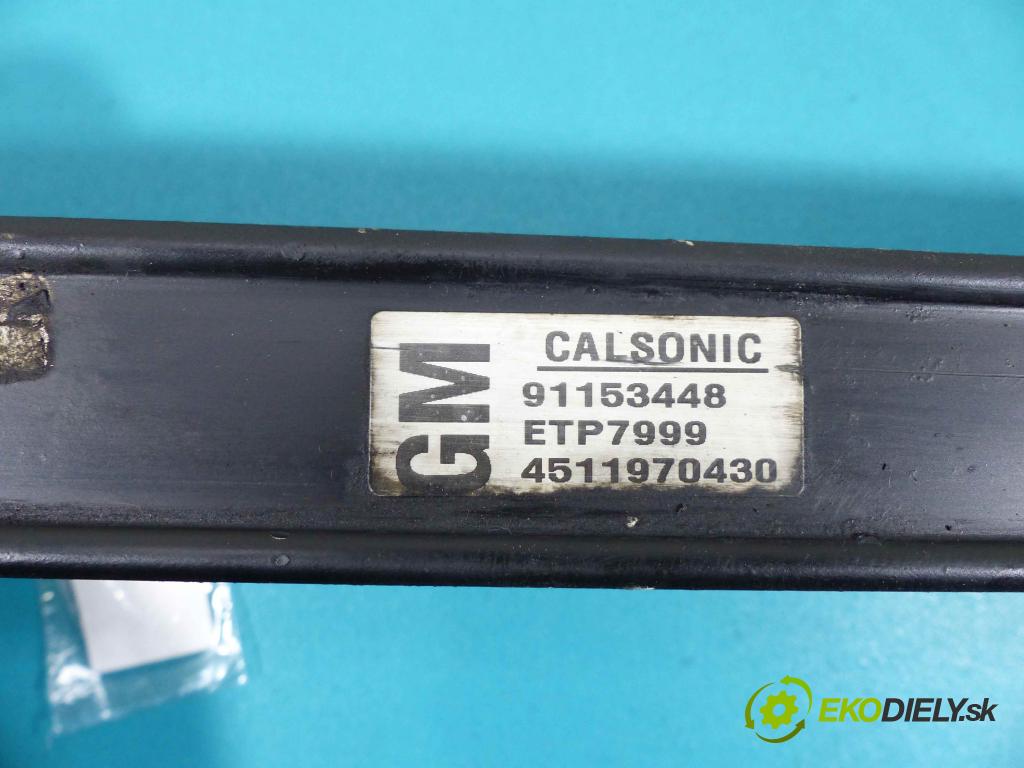 GM
CALSONIC
91153448
ETP7999
4511970430
EKODIELY.sk